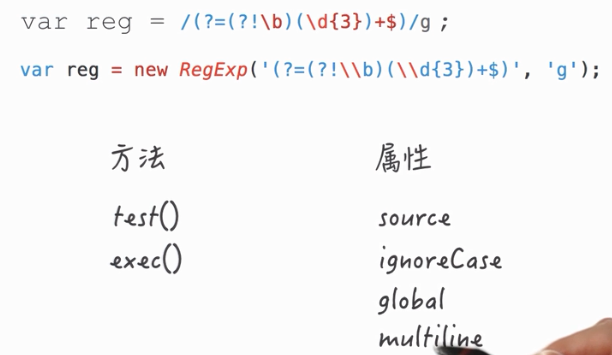 var reg = /(?=(?!\b)(\d{3})+$)/g ;
var reg = new RegExp('(?=(?!\\b)(\\d{3})+$)', 'g');
方法 属性
test() source
exec() ignoreCase
global
multiline